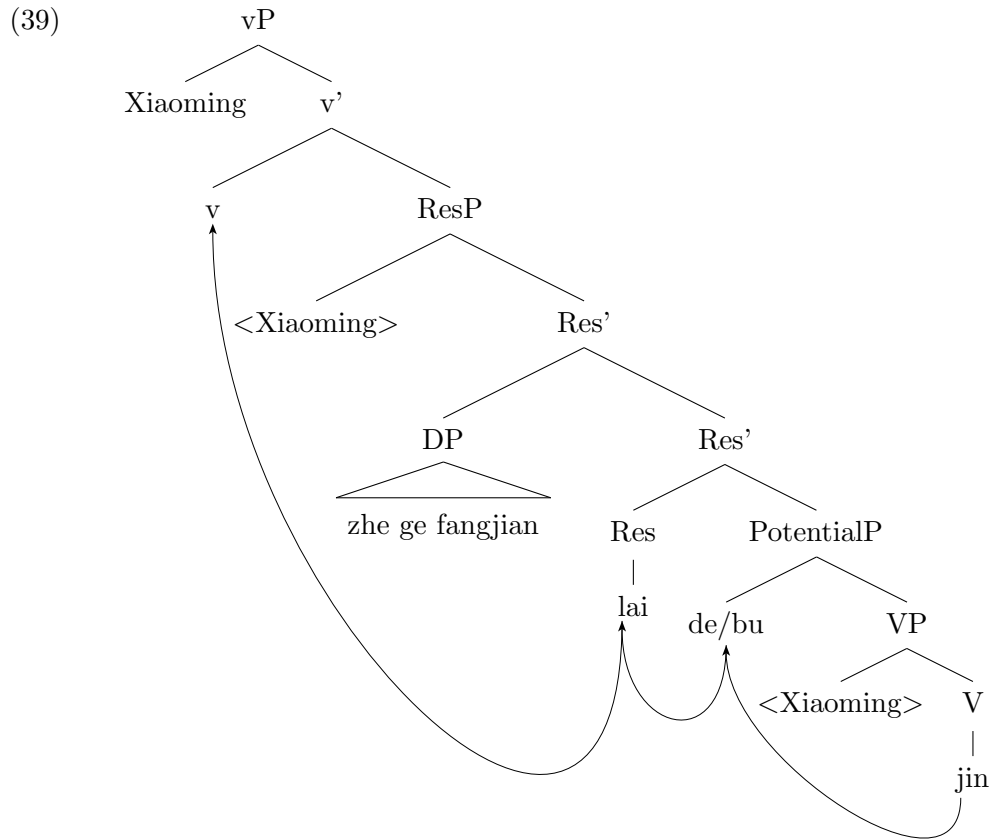 (39)
vP
Xiaoming v'
v ResP
<Xiaoming> Res'
DP Res'
zhe ge fangjian Res PotentialP
lai de/bu VP
<Xiaoming> V
jin